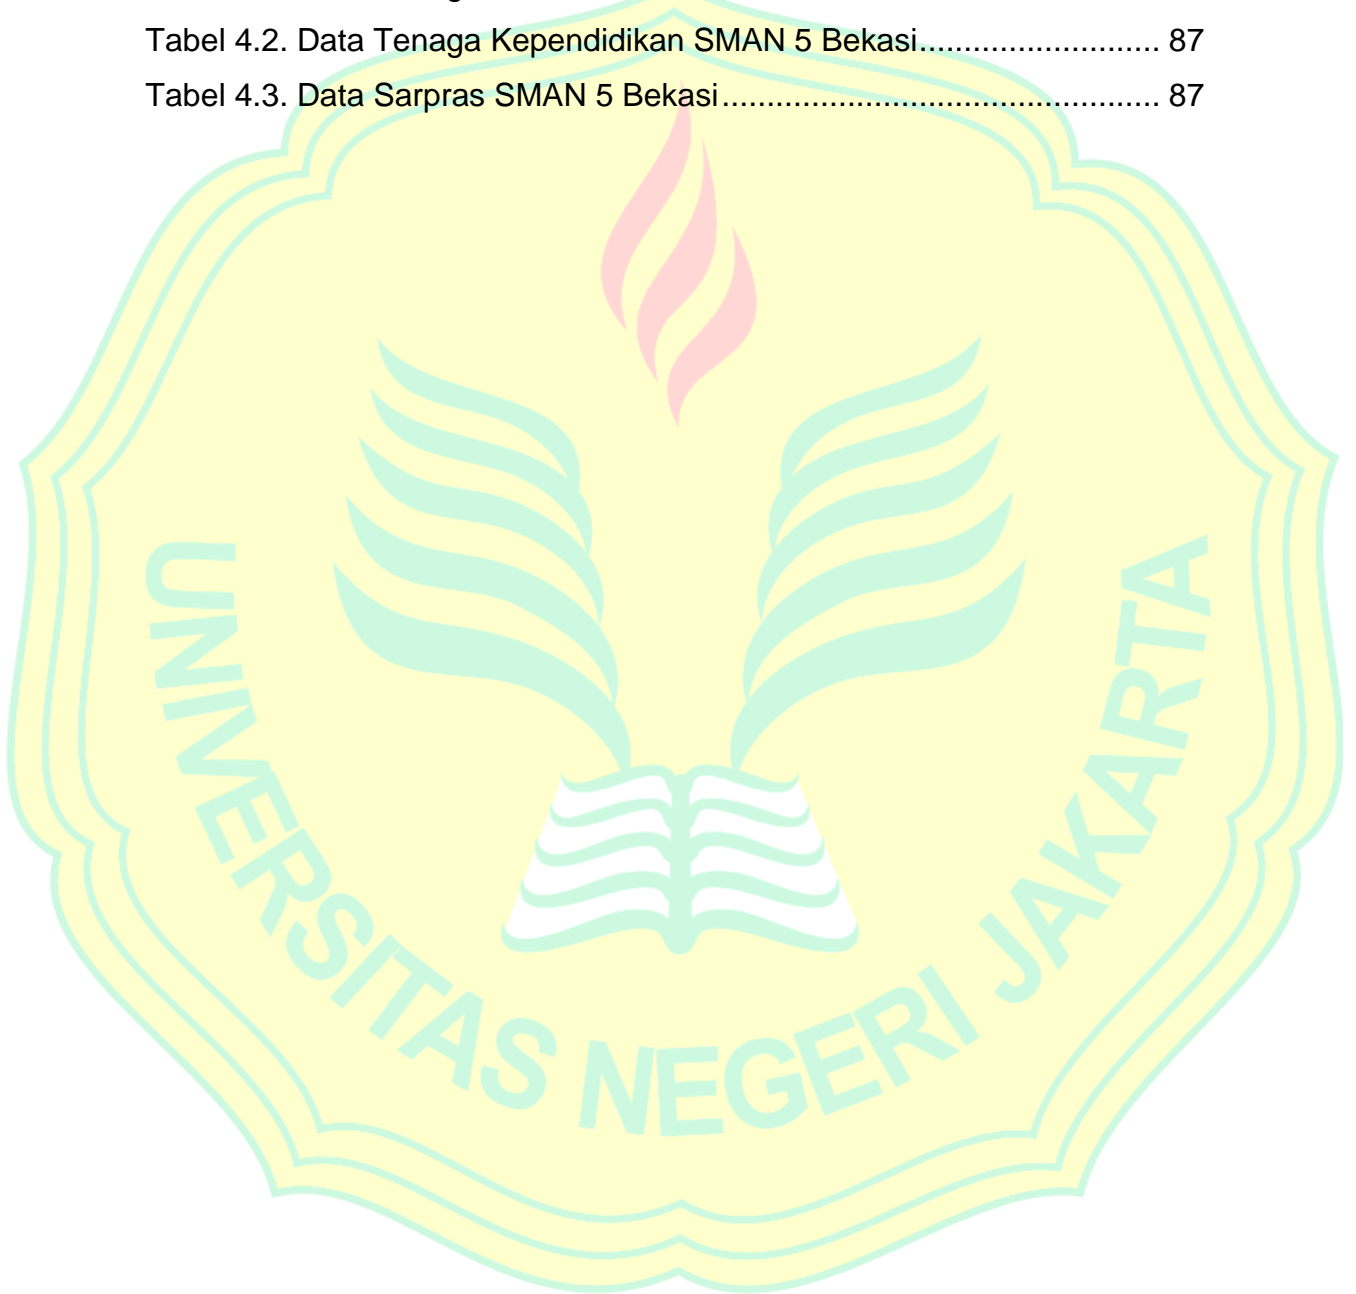 Tabel 4.2. Data Tenaga Kependidikan SMAN 5 Bekasi........................... 87
Tabel 4.3. Data Sarpras SMAN 5 Bekasi................................................. 87
UNIVERSITAS NEGERI JAKARTA